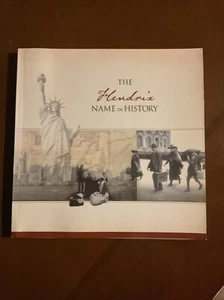 THE
Hendrix
NAME IN HISTORY